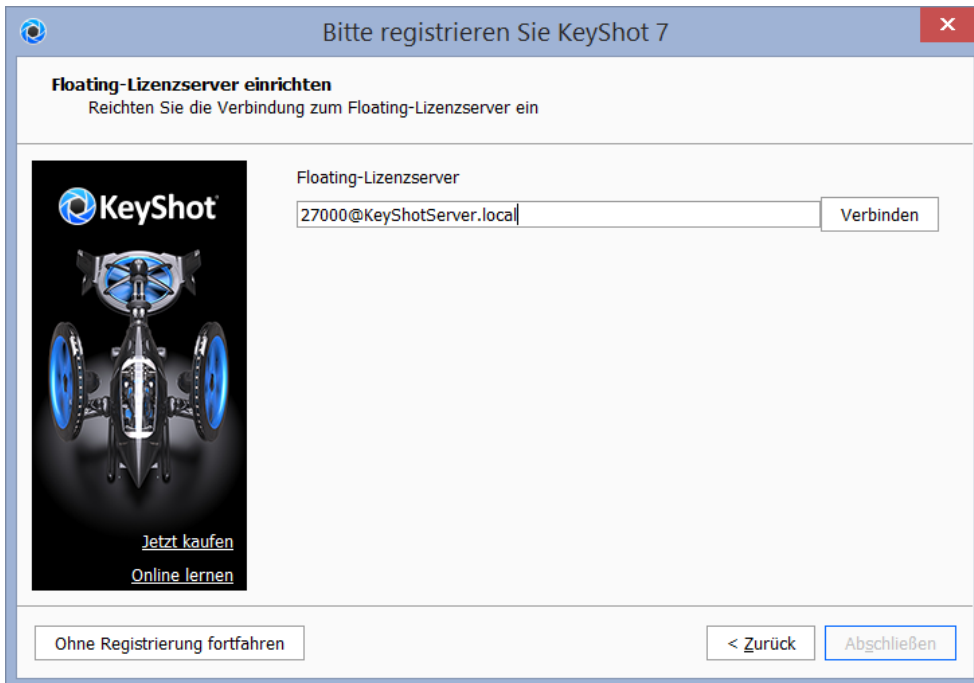 Bitte registrieren Sie KeyShot 7
Floating-Lizenzserver einrichten
Reichten Sie die Verbindung zum Floating-Lizenzserver ein
KeyShot
Floating-Lizenzserver
27000@KeyShotServer.local
Verbinden
Jetzt kaufen
Online lernen
Ohne Registrierung fortfahren
< Zurück
Abschließen